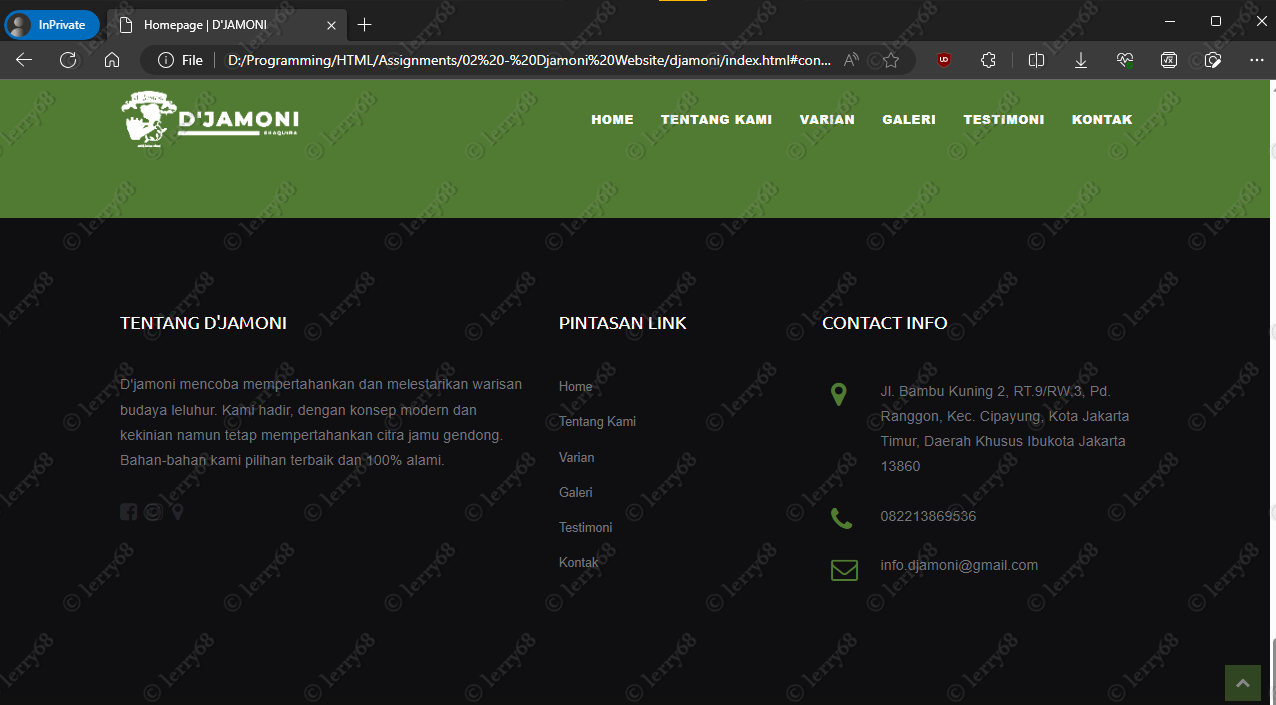 InPrivate
Homepage | D'JAMONI
File
D:/Programming/HTML/Assignments/02%20-%20Djamoni%20Website/djamoni/index.html#con...
D'JAMONI
SHAQUIRA
HOME TENTANG KAMI VARIAN GALERI TESTIMONI KONTAK
TENTANG D'JAMONI
D'jamoni mencoba mempertahankan dan melestarikan warisan
budaya leluhur. Kami hadir, dengan konsep modern dan
kekinian namun tetap mempertahankan citra jamu gendong.
Bahan-bahan kami pilihan terbaik dan 100% alami.
PINTASAN LINK
Home
Tentang Kami
Varian
Galeri
Testimoni
Kontak
CONTACT INFO
Jl. Bambu Kuning 2, RT.9/RW.3, Pd.
Ranggon, Kec. Cipayung, Kota Jakarta
Timur, Daerah Khusus Ibukota Jakarta
13860
082213869536
info.djamoni@gmail.com
© lerry68